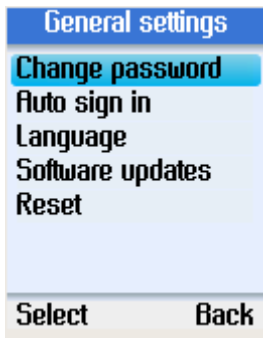 General settings
Change password
Auto sign in
Language
Software updates
Reset
Select Back